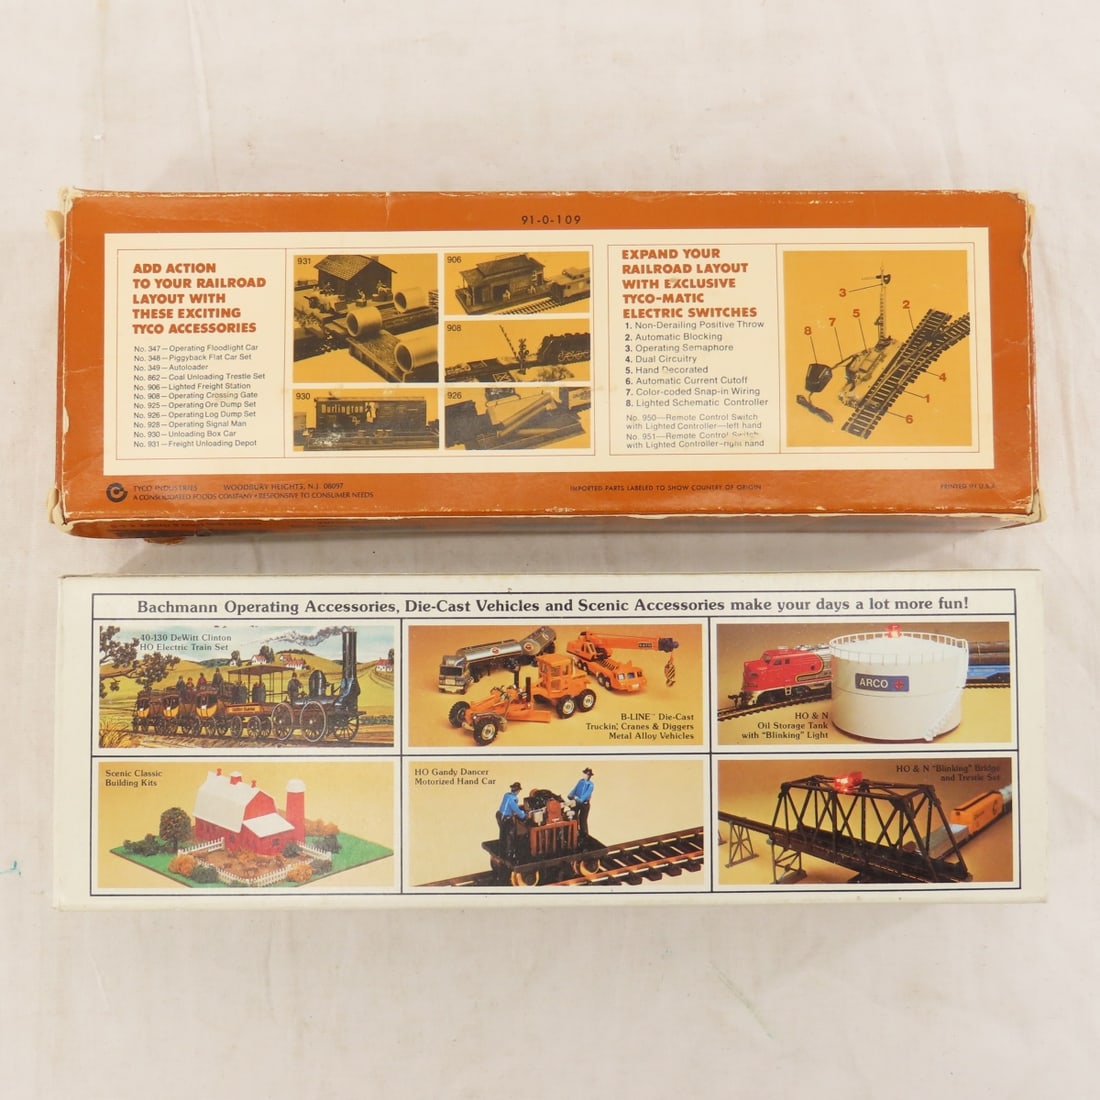 91-0-109
ADD ACTION
TO YOUR RAILROAD
LAYOUT WITH
THESE EXCITING
TYCO ACCESSORIES
No. 347—Operating Floodlight Car
No. 348—Piggyback Flat Car Set
No. 349—Autoloader
No. 862—Coal Unloading Trestle Set
No. 906—Lighted Freight Station
No. 908—Operating Crossing Gate
No. 925—Operating Ore Dump Set
No. 926—Operating Log Dump Set
No. 928—Operating Signal Man
No. 930—Unloading Box Car
No. 931—Freight Unloading Depot
931
906
908
930
Burlington
926
EXPAND YOUR
RAILROAD LAYOUT
WITH EXCLUSIVE
TYCO-MATIC
ELECTRIC SWITCHES
1. Non-Derailing Positive Throw
2. Automatic Blocking
3. Operating Semaphore
4. Dual Circuitry
5. Hand Decorated
6. Automatic Current Cutoff
7. Color-coded Snap-in Wiring
8. Lighted Schematic Controller
No. 950—Remote Control Switch
with Lighted Controller—left hand
No. 951—Remote Control Switch
with Lighted Controller—right hand
3
2
8 7 5
4
1
6
TYCO INDUSTRIES WOODBURY HEIGHTS, N.J. 08097
A CONSOLIDATED FOODS COMPANY • RESPONSIVE TO CONSUMER NEEDS
IMPORTED PARTS LABELED TO SHOW COUNTRY OF ORIGIN
PRINTED IN U.S.A.
Bachmann Operating Accessories, Die-Cast Vehicles and Scenic Accessories make your days a lot more fun!
40-130 DeWitt Clinton
HO Electric Train Set
B-LINE™ Die-Cast
Truckin', Cranes & Diggers
Metal Alloy Vehicles
ARCO
HO & N
Oil Storage Tank
with "Blinking" Light
Scenic Classic
Building Kits
HO Gandy Dancer
Motorized Hand Car
HO & N "Blinking" Bridge
and Trestle Set